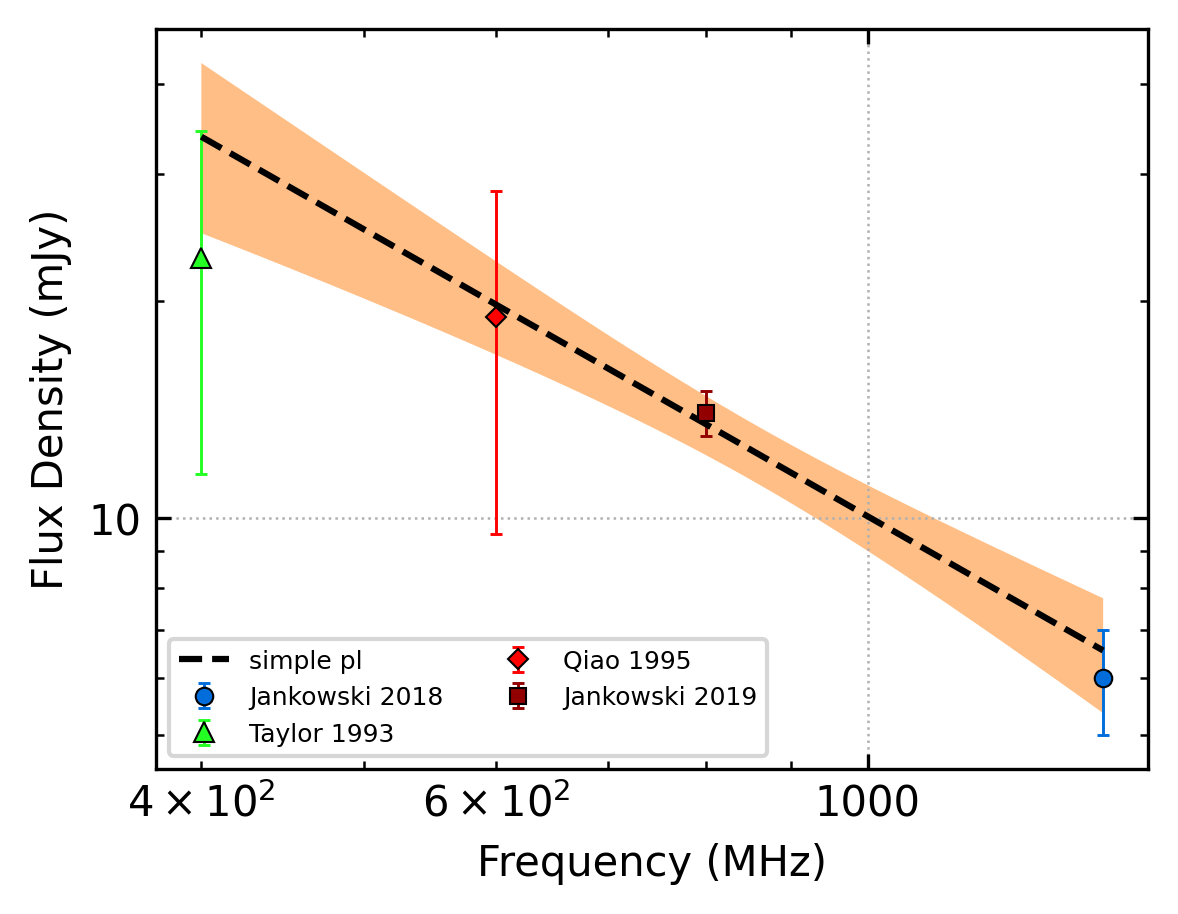 Flux Density (mJy)
10
simple pl
Jankowski 2018
Taylor 1993
Qiao 1995
Jankowski 2019
4 × 10²
6 × 10²
1000
Frequency (MHz)